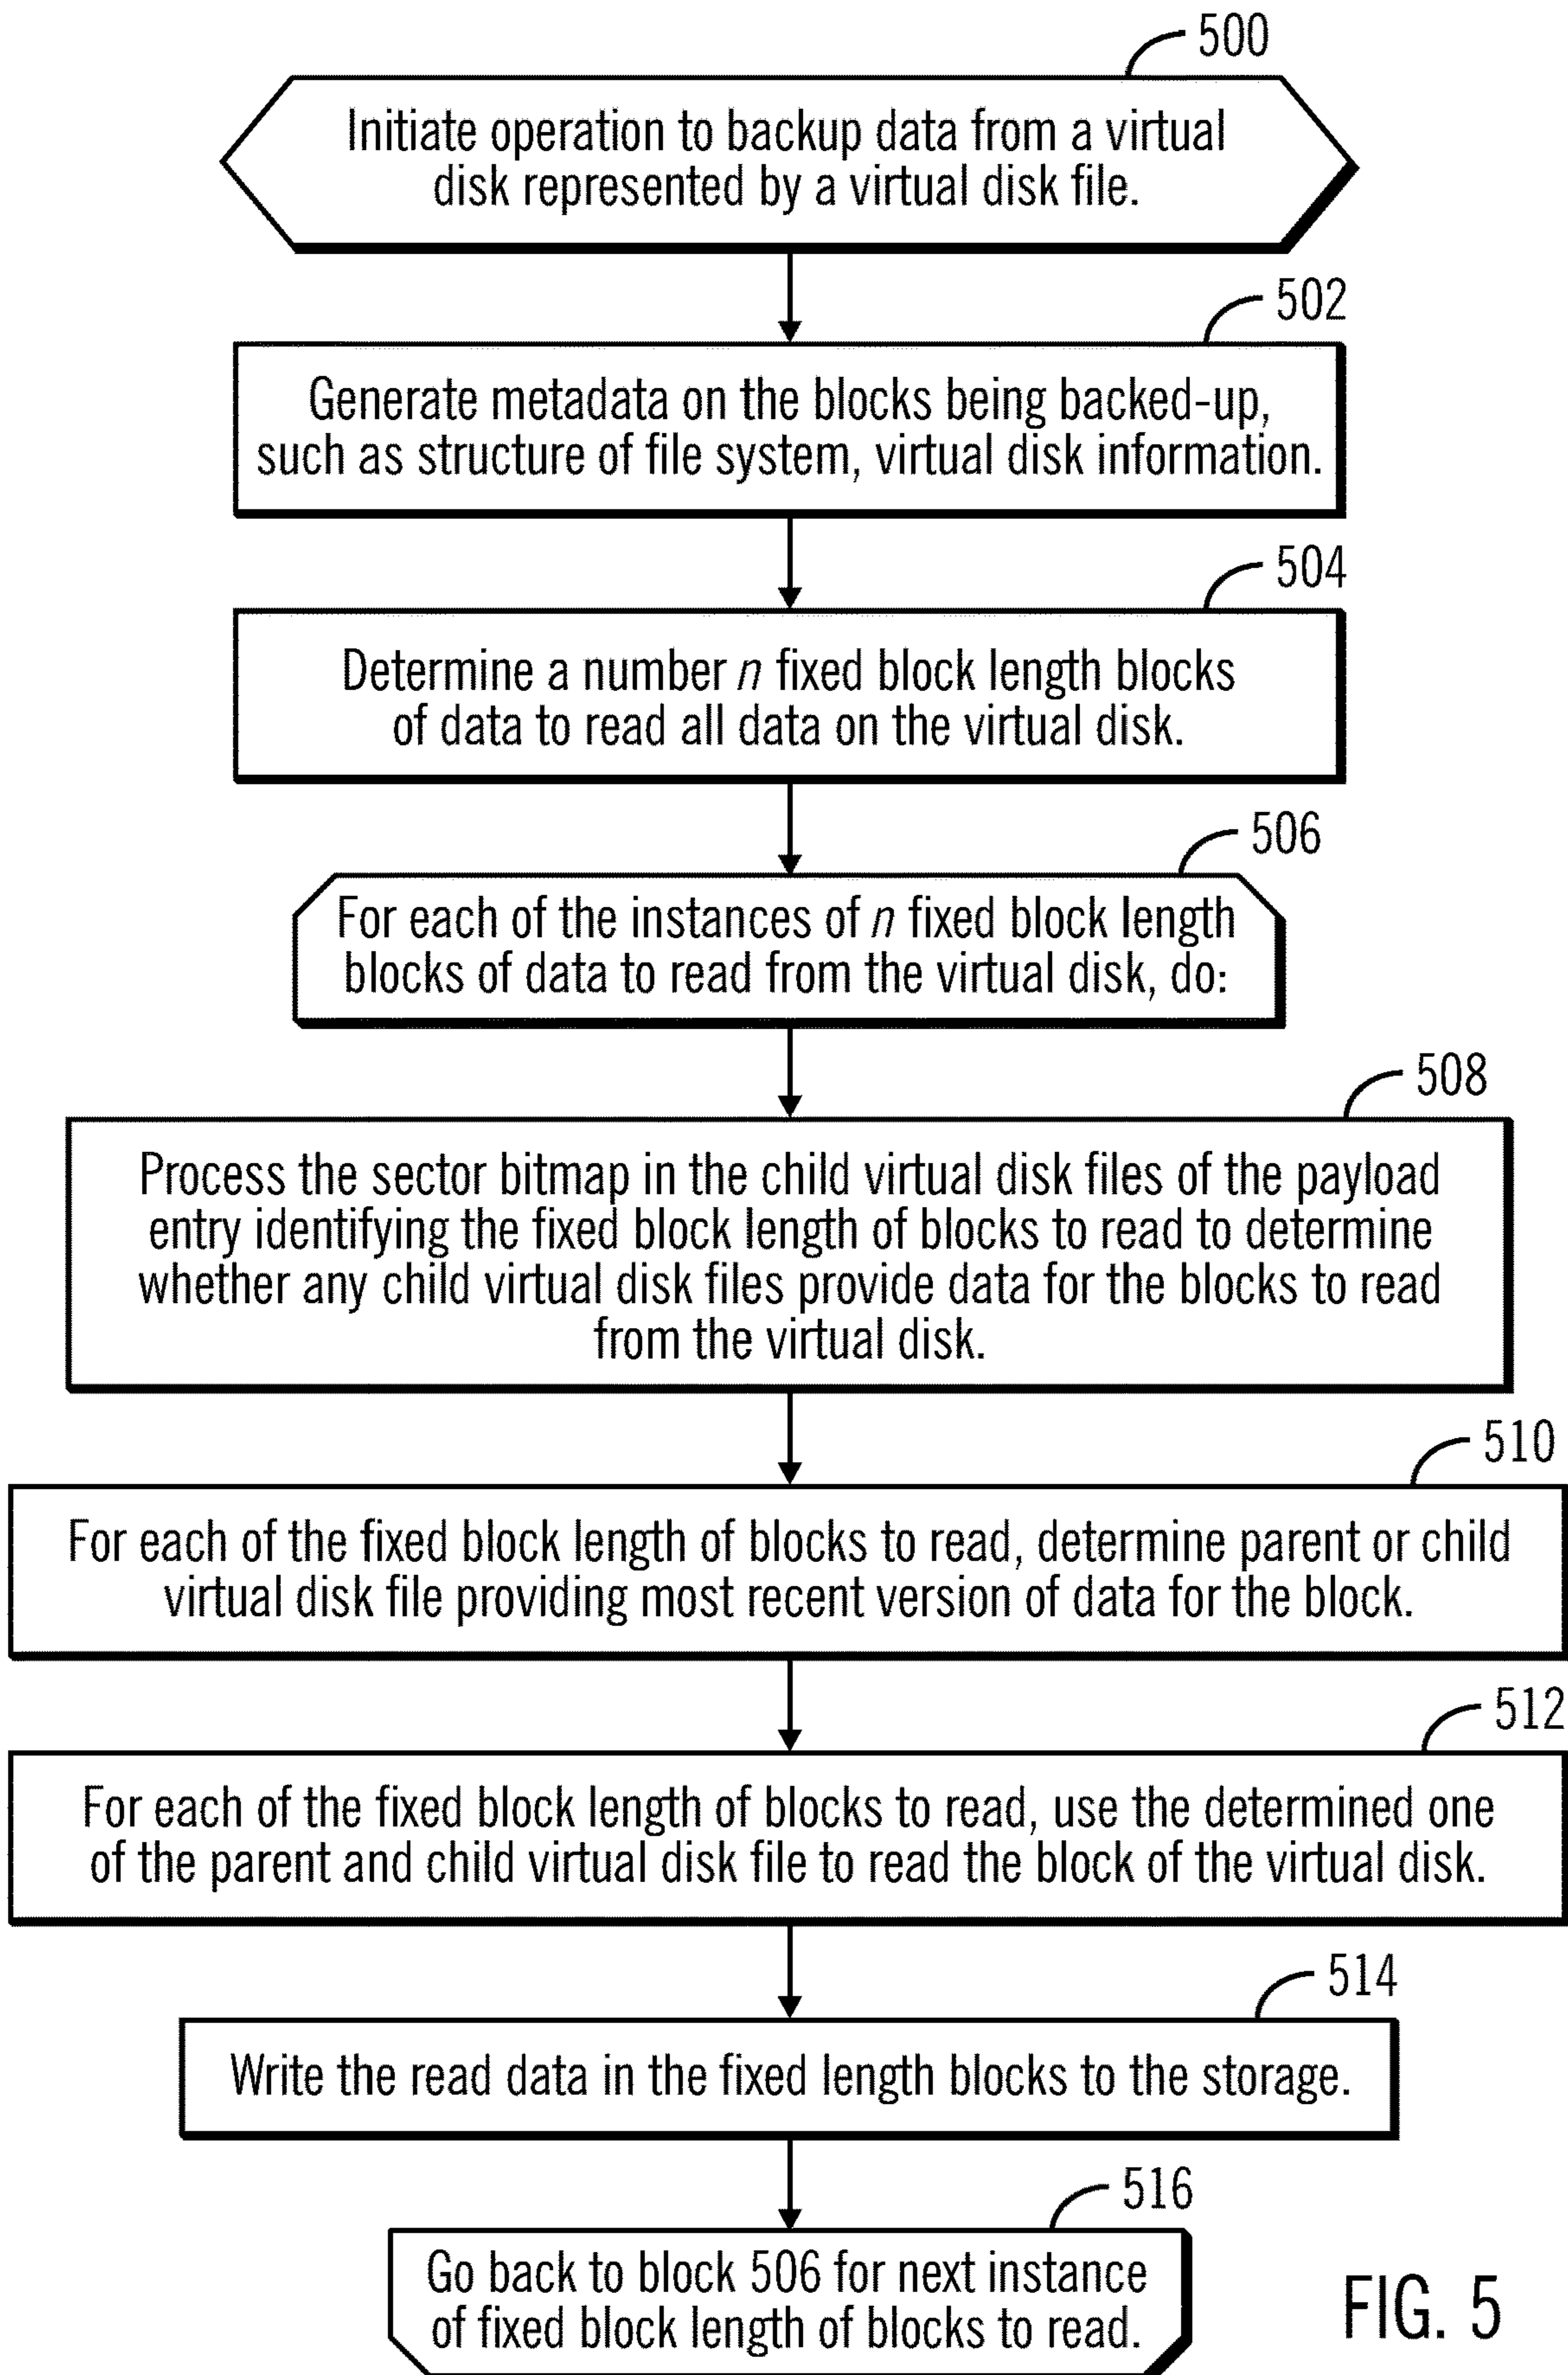 500
Initiate operation to backup data from a virtual
disk represented by a virtual disk file.
502
Generate metadata on the blocks being backed-up,
such as structure of file system, virtual disk information.
504
Determine a number n fixed block length blocks
of data to read all data on the virtual disk.
506
For each of the instances of n fixed block length
blocks of data to read from the virtual disk, do:
508
Process the sector bitmap in the child virtual disk files of the payload
entry identifying the fixed block length of blocks to read to determine
whether any child virtual disk files provide data for the blocks to read
from the virtual disk.
510
For each of the fixed block length of blocks to read, determine parent or child
virtual disk file providing most recent version of data for the block.
512
For each of the fixed block length of blocks to read, use the determined one
of the parent and child virtual disk file to read the block of the virtual disk.
514
Write the read data in the fixed length blocks to the storage.
516
Go back to block 506 for next instance
of fixed block length of blocks to read.
FIG. 5